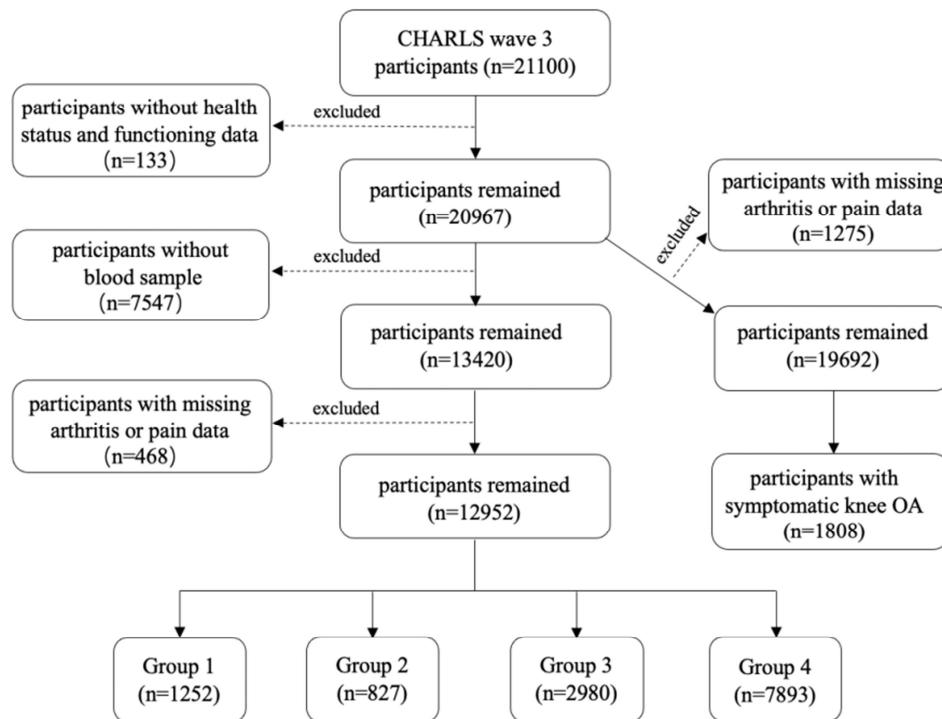 CHARLS wave 3
participants (n=21100)
excluded
participants without health
status and functioning data
(n=133)
participants remained
(n=20967)
participants with missing
arthritis or pain data
(n=1275)
excluded
excluded
participants without
blood sample
(n=7547)
participants remained
(n=13420)
participants remained
(n=19692)
excluded
participants with missing
arthritis or pain data
(n=468)
participants remained
(n=12952)
participants with
symptomatic knee OA
(n=1808)
Group 1
(n=1252)
Group 2
(n=827)
Group 3
(n=2980)
Group 4
(n=7893)